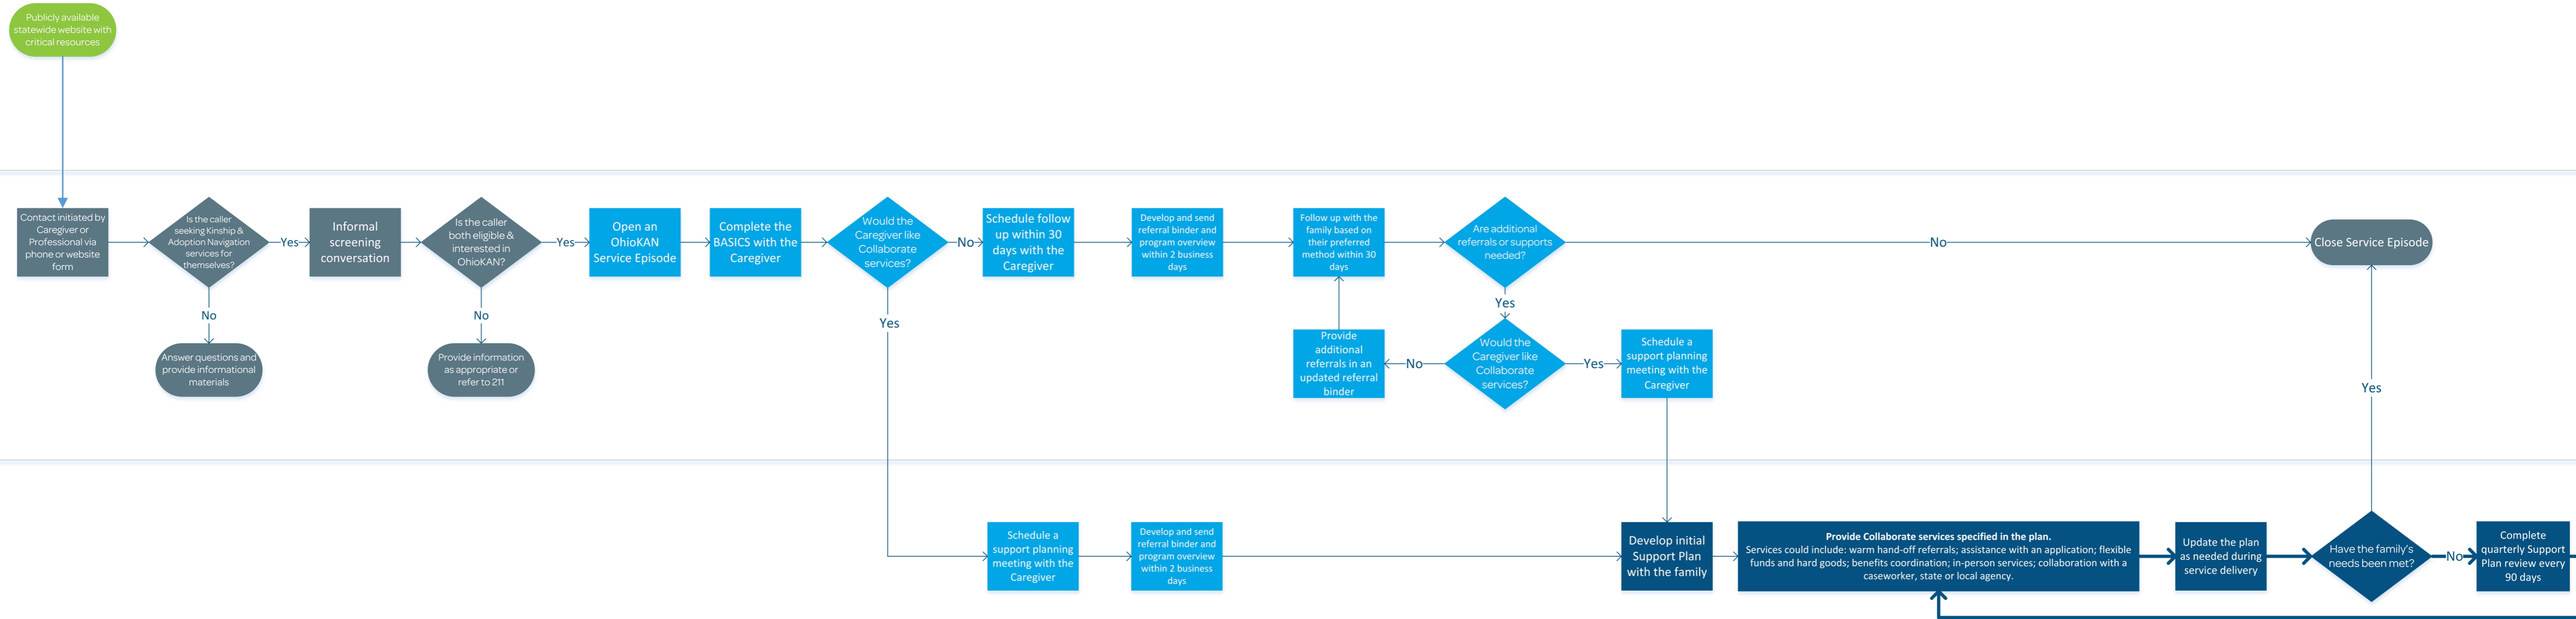 Publicly available
statewide website with
critical resources
Contact initiated by
Caregiver or
Professional via
phone or website
form
Is the caller
seeking Kinship &
Adoption Navigation
services for
themselves?
Yes
No
Answer questions and
provide informational
materials
Informal
screening
conversation
Is the caller
both eligible &
interested in
OhioKAN?
Yes
No
Provide information
as appropriate or
refer to 211
Open an
OhioKAN
Service Episode
Complete the
BASICS with the
Caregiver
Would the
Caregiver like
Collaborate
services?
No
Yes
Schedule follow
up within 30
days with the
Caregiver
Develop and send
referral binder and
program overview
within 2 business
days
Follow up with the
family based on
their preferred
method within 30
days
Are additional
referrals or supports
needed?
No
Yes
Close Service Episode
Provide
additional
referrals in an
updated referral
binder
No
Would the
Caregiver like
Collaborate
services?
Yes
Schedule a
support planning
meeting with the
Caregiver
Yes
Schedule a
support planning
meeting with the
Caregiver
Develop and send
referral binder and
program overview
within 2 business
days
Develop initial
Support Plan
with the family
Provide Collaborate services specified in the plan.
Services could include: warm hand-off referrals; assistance with an application; flexible
funds and hard goods; benefits coordination; in-person services; collaboration with a
caseworker, state or local agency.
Update the plan
as needed during
service delivery
Have the family's
needs been met?
No
Complete
quarterly Support
Plan review every
90 days